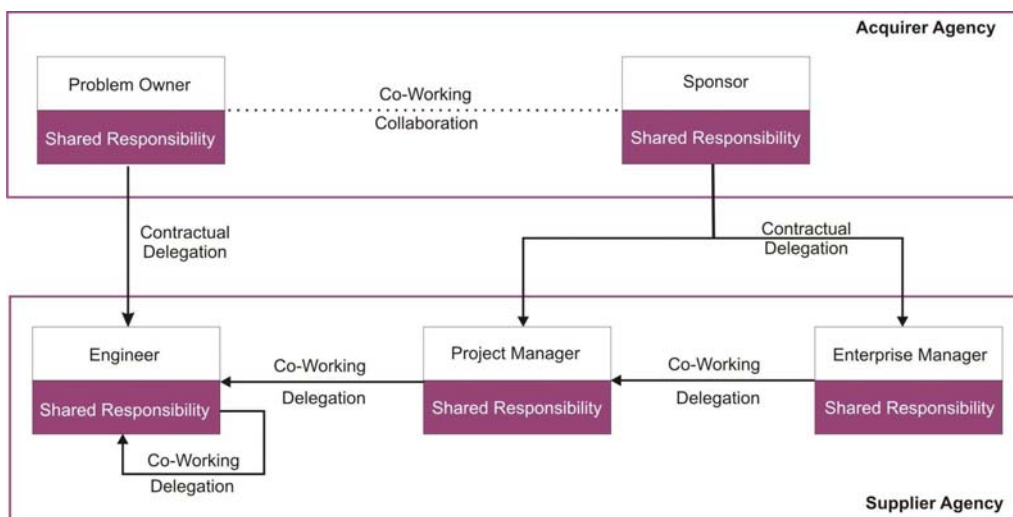 Acquirer Agency
Problem Owner
Shared Responsibility
Co-Working
Collaboration
Sponsor
Shared Responsibility
Contractual
Delegation
Contractual
Delegation
Engineer
Shared Responsibility
Co-Working
Delegation
Project Manager
Shared Responsibility
Co-Working
Delegation
Enterprise Manager
Shared Responsibility
Co-Working
Delegation
Supplier Agency